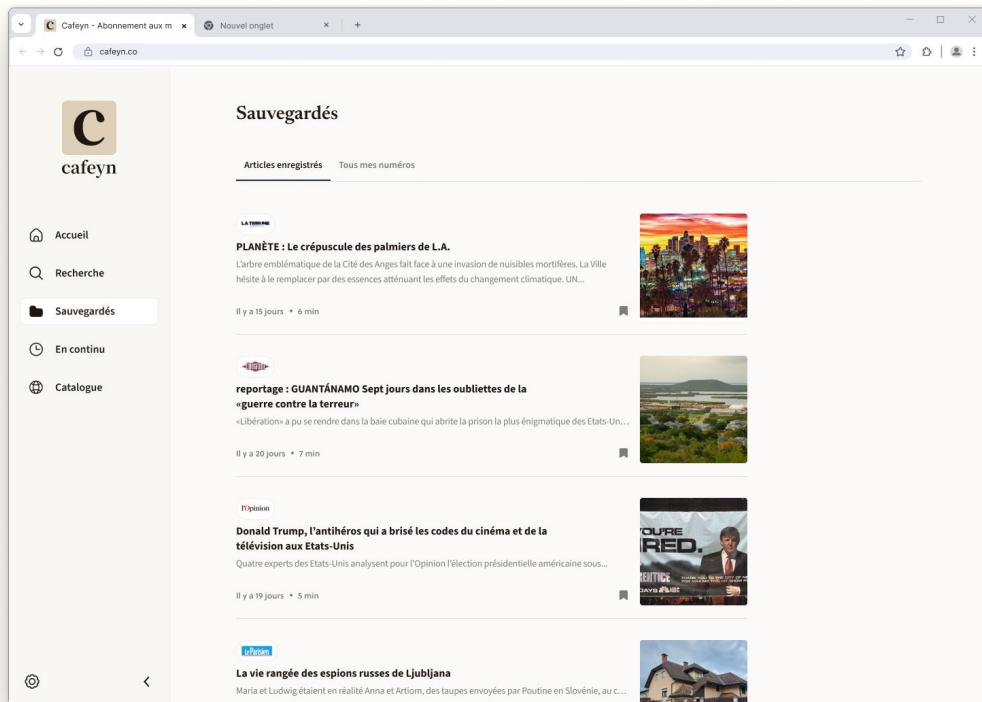 Cafeyn - Abonnement aux m
Nouvel onglet
cafeyn.co
C
cafeyn
Accueil
Recherche
Sauvegardés
En continu
Catalogue
Sauvegardés
Articles enregistrés
Tous mes numéros
LA TRIBUNE
PLANÈTE : Le crépuscule des palmiers de L.A.
L'arbre emblématique de la Cité des Anges fait face à une invasion de nuisibles mortifères. La Ville
hésite à le remplacer par des essences atténuant les effets du changement climatique. UN...
Il y a 15 jours • 6 min
reportage : GUANTÁNAMO Sept jours dans les oubliettes de la
«guerre contre la terreur»
«Libération» a pu se rendre dans la baie cubaine qui abrite la prison la plus énigmatique des Etats-Un...
Il y a 20 jours • 7 min
l'Opinion
Donald Trump, l'antihéros qui a brisé les codes du cinéma et de la
télévision aux Etats-Unis
Quatre experts des Etats-Unis analysent pour l'Opinion l'élection présidentielle américaine sous...
Il y a 19 jours • 5 min
YOU'RE
RED.
RENTICE
DAYS NBC
Le Parisien
La vie rangée des espions russes de Ljubljana
Maria et Ludwig étaient en réalité Anna et Artiom, des taupes envoyées par Poutine en Slovénie, au c...